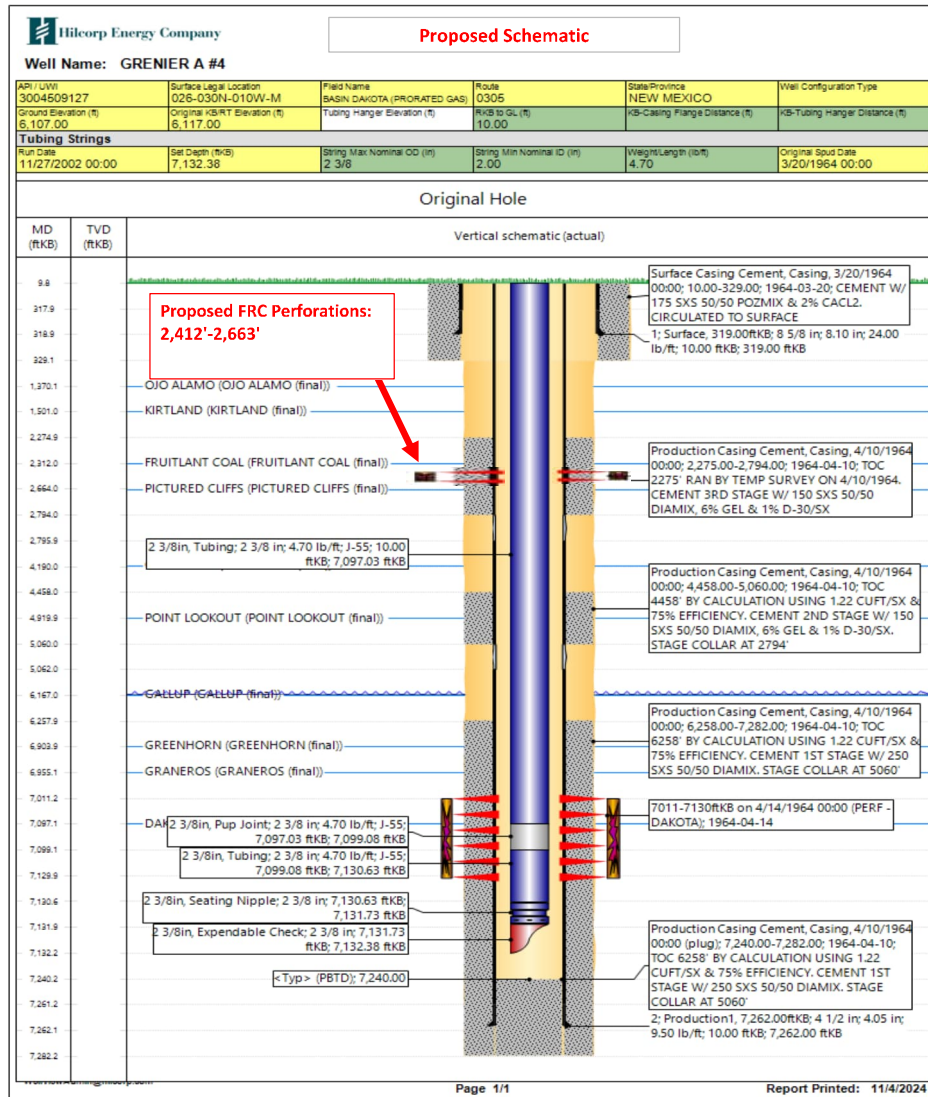 Hilcorp Energy Company
Proposed Schematic
Well Name: GRENIER A #4
API / UWI
3004509127
Surface Legal Location
026-030N-010W-M
Field Name
BASIN DAKOTA (PRORATED GAS)
Route
0305
State/Province
NEW MEXICO
Well Configuration Type
Ground Elevation (ft)
6,107.00
Original KB/RT Elevation (ft)
6,117.00
Tubing Hanger Elevation (ft)
RKB to GL (ft)
10.00
KB-Casing Flange Distance (ft)
KB-Tubing Hanger Distance (ft)
Tubing Strings
Run Date
11/27/2002 00:00
Set Depth (ftKB)
7,132.38
String Max Nominal OD (in)
2 3/8
String Min Nominal ID (in)
2.00
Weight/Length (lb/ft)
4.70
Original Spud Date
3/20/1964 00:00
Original Hole
MD
(ftKB)
TVD
(ftKB)
Vertical schematic (actual)
9.8
317.9
318.9
329.1
1,370.1
1,501.0
2,274.9
2,312.0
2,664.0
2,794.0
2,795.9
4,190.0
4,458.0
4,919.9
5,060.0
5,062.0
6,167.0
6,257.9
6,903.9
6,955.1
7,011.2
7,097.1
7,099.1
7,129.9
7,130.6
7,131.9
7,132.2
7,240.2
7,261.2
7,262.1
7,282.2
Proposed FRC Perforations:
2,412'-2,663'
OJO ALAMO (OJO ALAMO (final))
KIRTLAND (KIRTLAND (final))
FRUITLANT COAL (FRUITLANT COAL (final))
PICTURED CLIFFS (PICTURED CLIFFS (final))
2 3/8in, Tubing; 2 3/8 in; 4.70 lb/ft; J-55; 10.00
ftKB; 7,097.03 ftKB
POINT LOOKOUT (POINT LOOKOUT (final))
GALLUP (GALLUP (final))
GREENHORN (GREENHORN (final))
GRANEROS (GRANEROS (final))
2 3/8in, Pup Joint; 2 3/8 in; 4.70 lb/ft; J-55;
7,097.03 ftKB; 7,099.08 ftKB
2 3/8in, Tubing; 2 3/8 in; 4.70 lb/ft; J-55;
7,099.08 ftKB; 7,130.63 ftKB
2 3/8in, Seating Nipple; 2 3/8 in; 7,130.63 ftKB;
7,131.73 ftKB
2 3/8in, Expendable Check; 2 3/8 in; 7,131.73
ftKB; 7,132.38 ftKB
<Typ> (PBTD); 7,240.00
Surface Casing Cement, Casing, 3/20/1964
00:00; 10.00-329.00; 1964-03-20; CEMENT W/
175 SXS 50/50 POZMIX & 2% CACL2.
CIRCULATED TO SURFACE
1; Surface, 319.00ftKB; 8 5/8 in; 8.10 in; 24.00
lb/ft; 10.00 ftKB; 319.00 ftKB
Production Casing Cement, Casing, 4/10/1964
00:00; 2,275.00-2,794.00; 1964-04-10; TOC
2275' RAN BY TEMP SURVEY ON 4/10/1964.
CEMENT 3RD STAGE W/ 150 SXS 50/50
DIAMIX, 6% GEL & 1% D-30/SX
Production Casing Cement, Casing, 4/10/1964
00:00; 4,458.00-5,060.00; 1964-04-10; TOC
4458' BY CALCULATION USING 1.22 CUFT/SX &
75% EFFICIENCY. CEMENT 2ND STAGE W/ 150
SXS 50/50 DIAMIX, 6% GEL & 1% D-30/SX.
STAGE COLLAR AT 2794'
Production Casing Cement, Casing, 4/10/1964
00:00; 6,258.00-7,282.00; 1964-04-10; TOC
6258' BY CALCULATION USING 1.22 CUFT/SX &
75% EFFICIENCY. CEMENT 1ST STAGE W/ 250
SXS 50/50 DIAMIX. STAGE COLLAR AT 5060'
7011-7130ftKB on 4/14/1964 00:00 (PERF -
DAKOTA); 1964-04-14
Production Casing Cement, Casing, 4/10/1964
00:00 (plug); 7,240.00-7,282.00; 1964-04-10;
TOC 6258' BY CALCULATION USING 1.22
CUFT/SX & 75% EFFICIENCY. CEMENT 1ST
STAGE W/ 250 SXS 50/50 DIAMIX. STAGE
COLLAR AT 5060'
2; Production1, 7,262.00ftKB; 4 1/2 in; 4.05 in;
9.50 lb/ft; 10.00 ftKB; 7,262.00 ftKB
Page 1/1
Report Printed: 11/4/2024